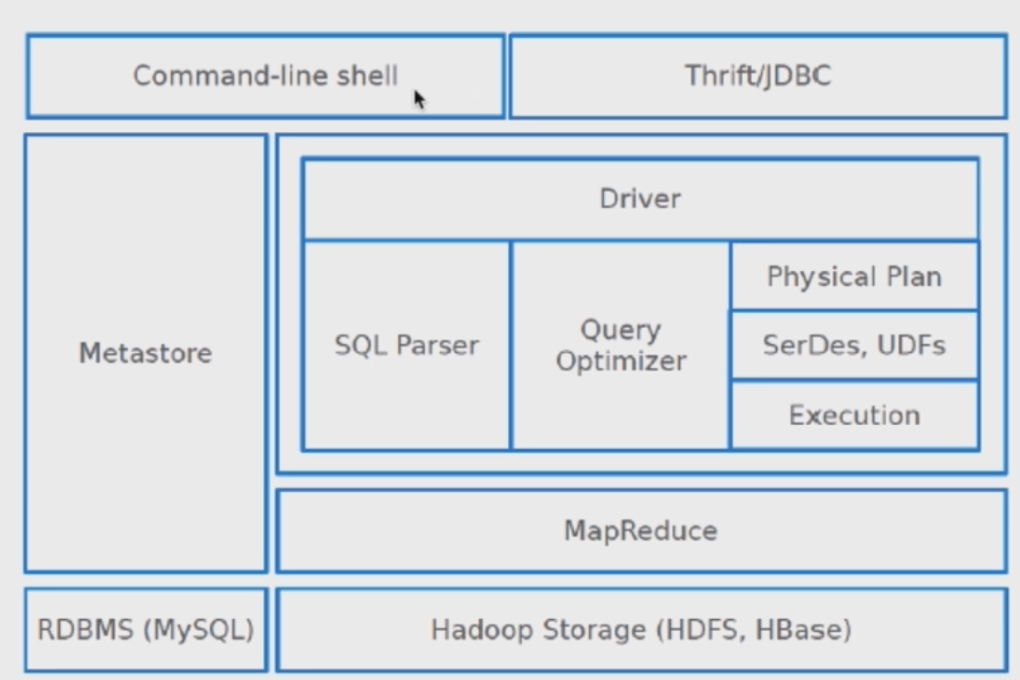 Command-line shell
Thrift/JDBC
Metastore
Driver
SQL Parser
Query
Optimizer
Physical Plan
SerDes, UDFs
Execution
MapReduce
RDBMS (MySQL)
Hadoop Storage (HDFS, HBase)